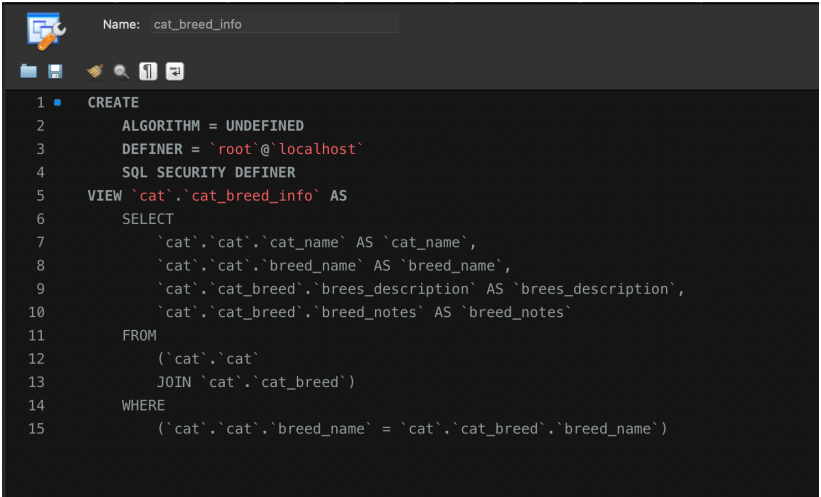 Name: cat_breed_info
1 CREATE
2 ALGORITHM = UNDEFINED
3 DEFINER = `root`@`localhost`
4 SQL SECURITY DEFINER
5 VIEW `cat`.`cat_breed_info` AS
6 SELECT
7 `cat`.`cat`.`cat_name` AS `cat_name`,
8 `cat`.`cat`.`breed_name` AS `breed_name`,
9 `cat`.`cat_breed`.`brees_description` AS `brees_description`,
10 `cat`.`cat_breed`.`breed_notes` AS `breed_notes`
11 FROM
12 (`cat`.`cat`
13 JOIN `cat`.`cat_breed`)
14 WHERE
15 (`cat`.`cat`.`breed_name` = `cat`.`cat_breed`.`breed_name`)